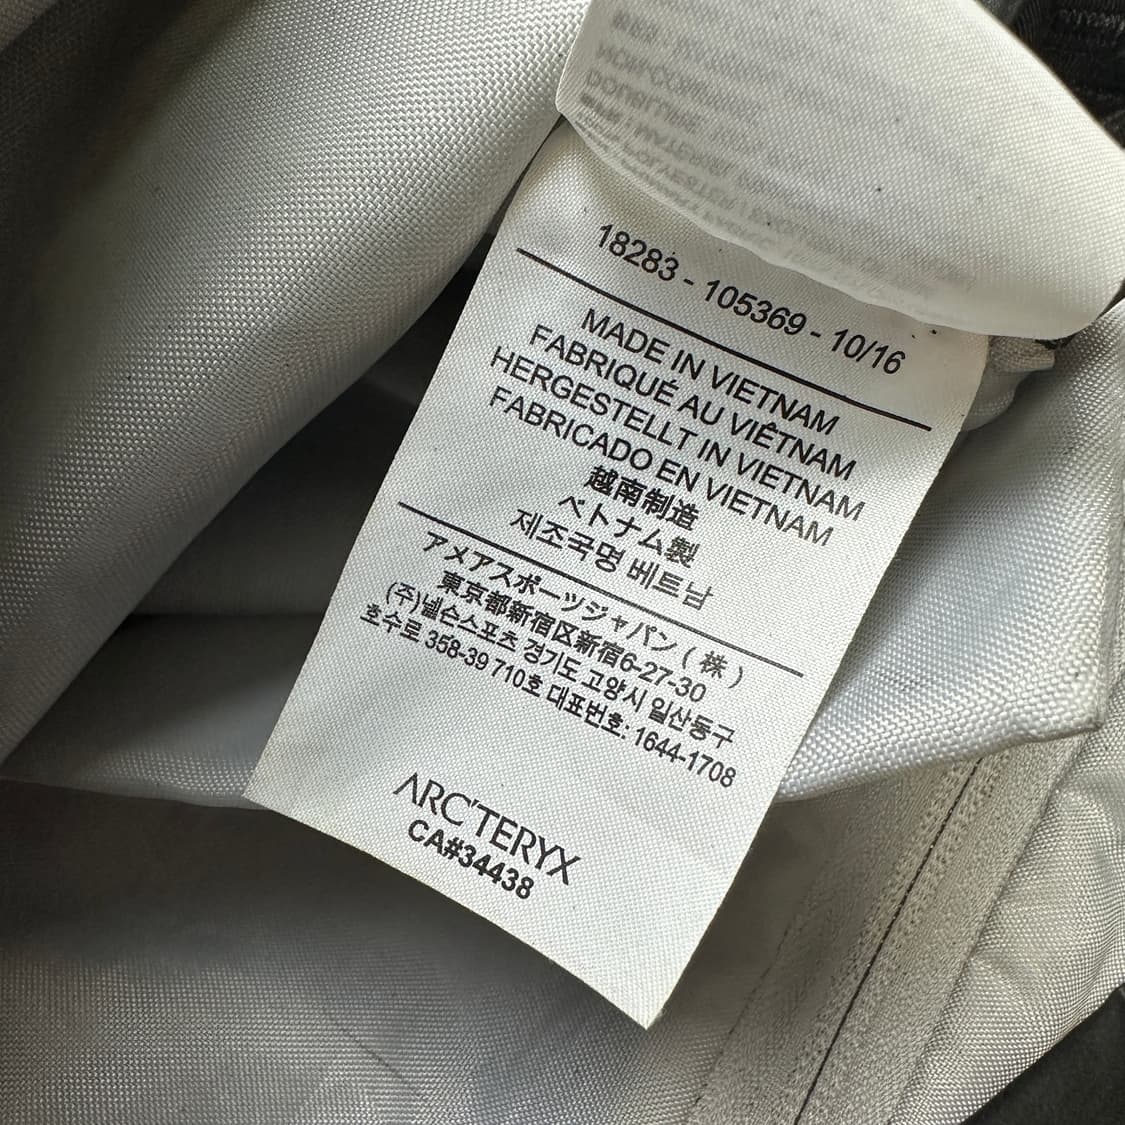 18283 - 105369 - 10/16
MADE IN VIETNAM
FABRIQUÉ AU VIÊTNAM
HERGESTELLT IN VIETNAM
FABRICADO EN VIETNAM
越南制造
ベトナム製
제조국명 베트남
アメアスポーツジャパン(株)
東京都新宿区新宿6-27-30
(주)넬슨스포츠 경기도 고양시 일산동구
호수로 358-39 710호 대표번호: 1644-1708
ARC'TERYX
CA#34438